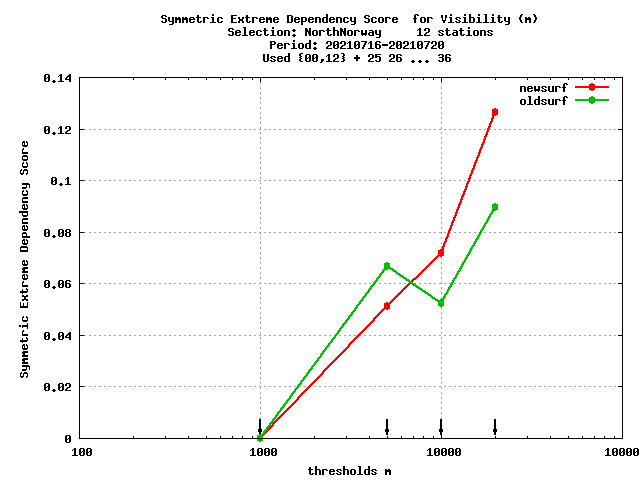 Symmetric Extreme Dependency Score  for Visibility (m)
Selection: NorthNorway     12 stations
Period: 20210716-20210720
Used {00,12} + 25 26 ... 36
newsurf
oldsurf
Symmetric Extreme Dependency Score
0.14
0.12
0.1
0.08
0.06
0.04
0.02
0
100
1000
10000
10000
thresholds m